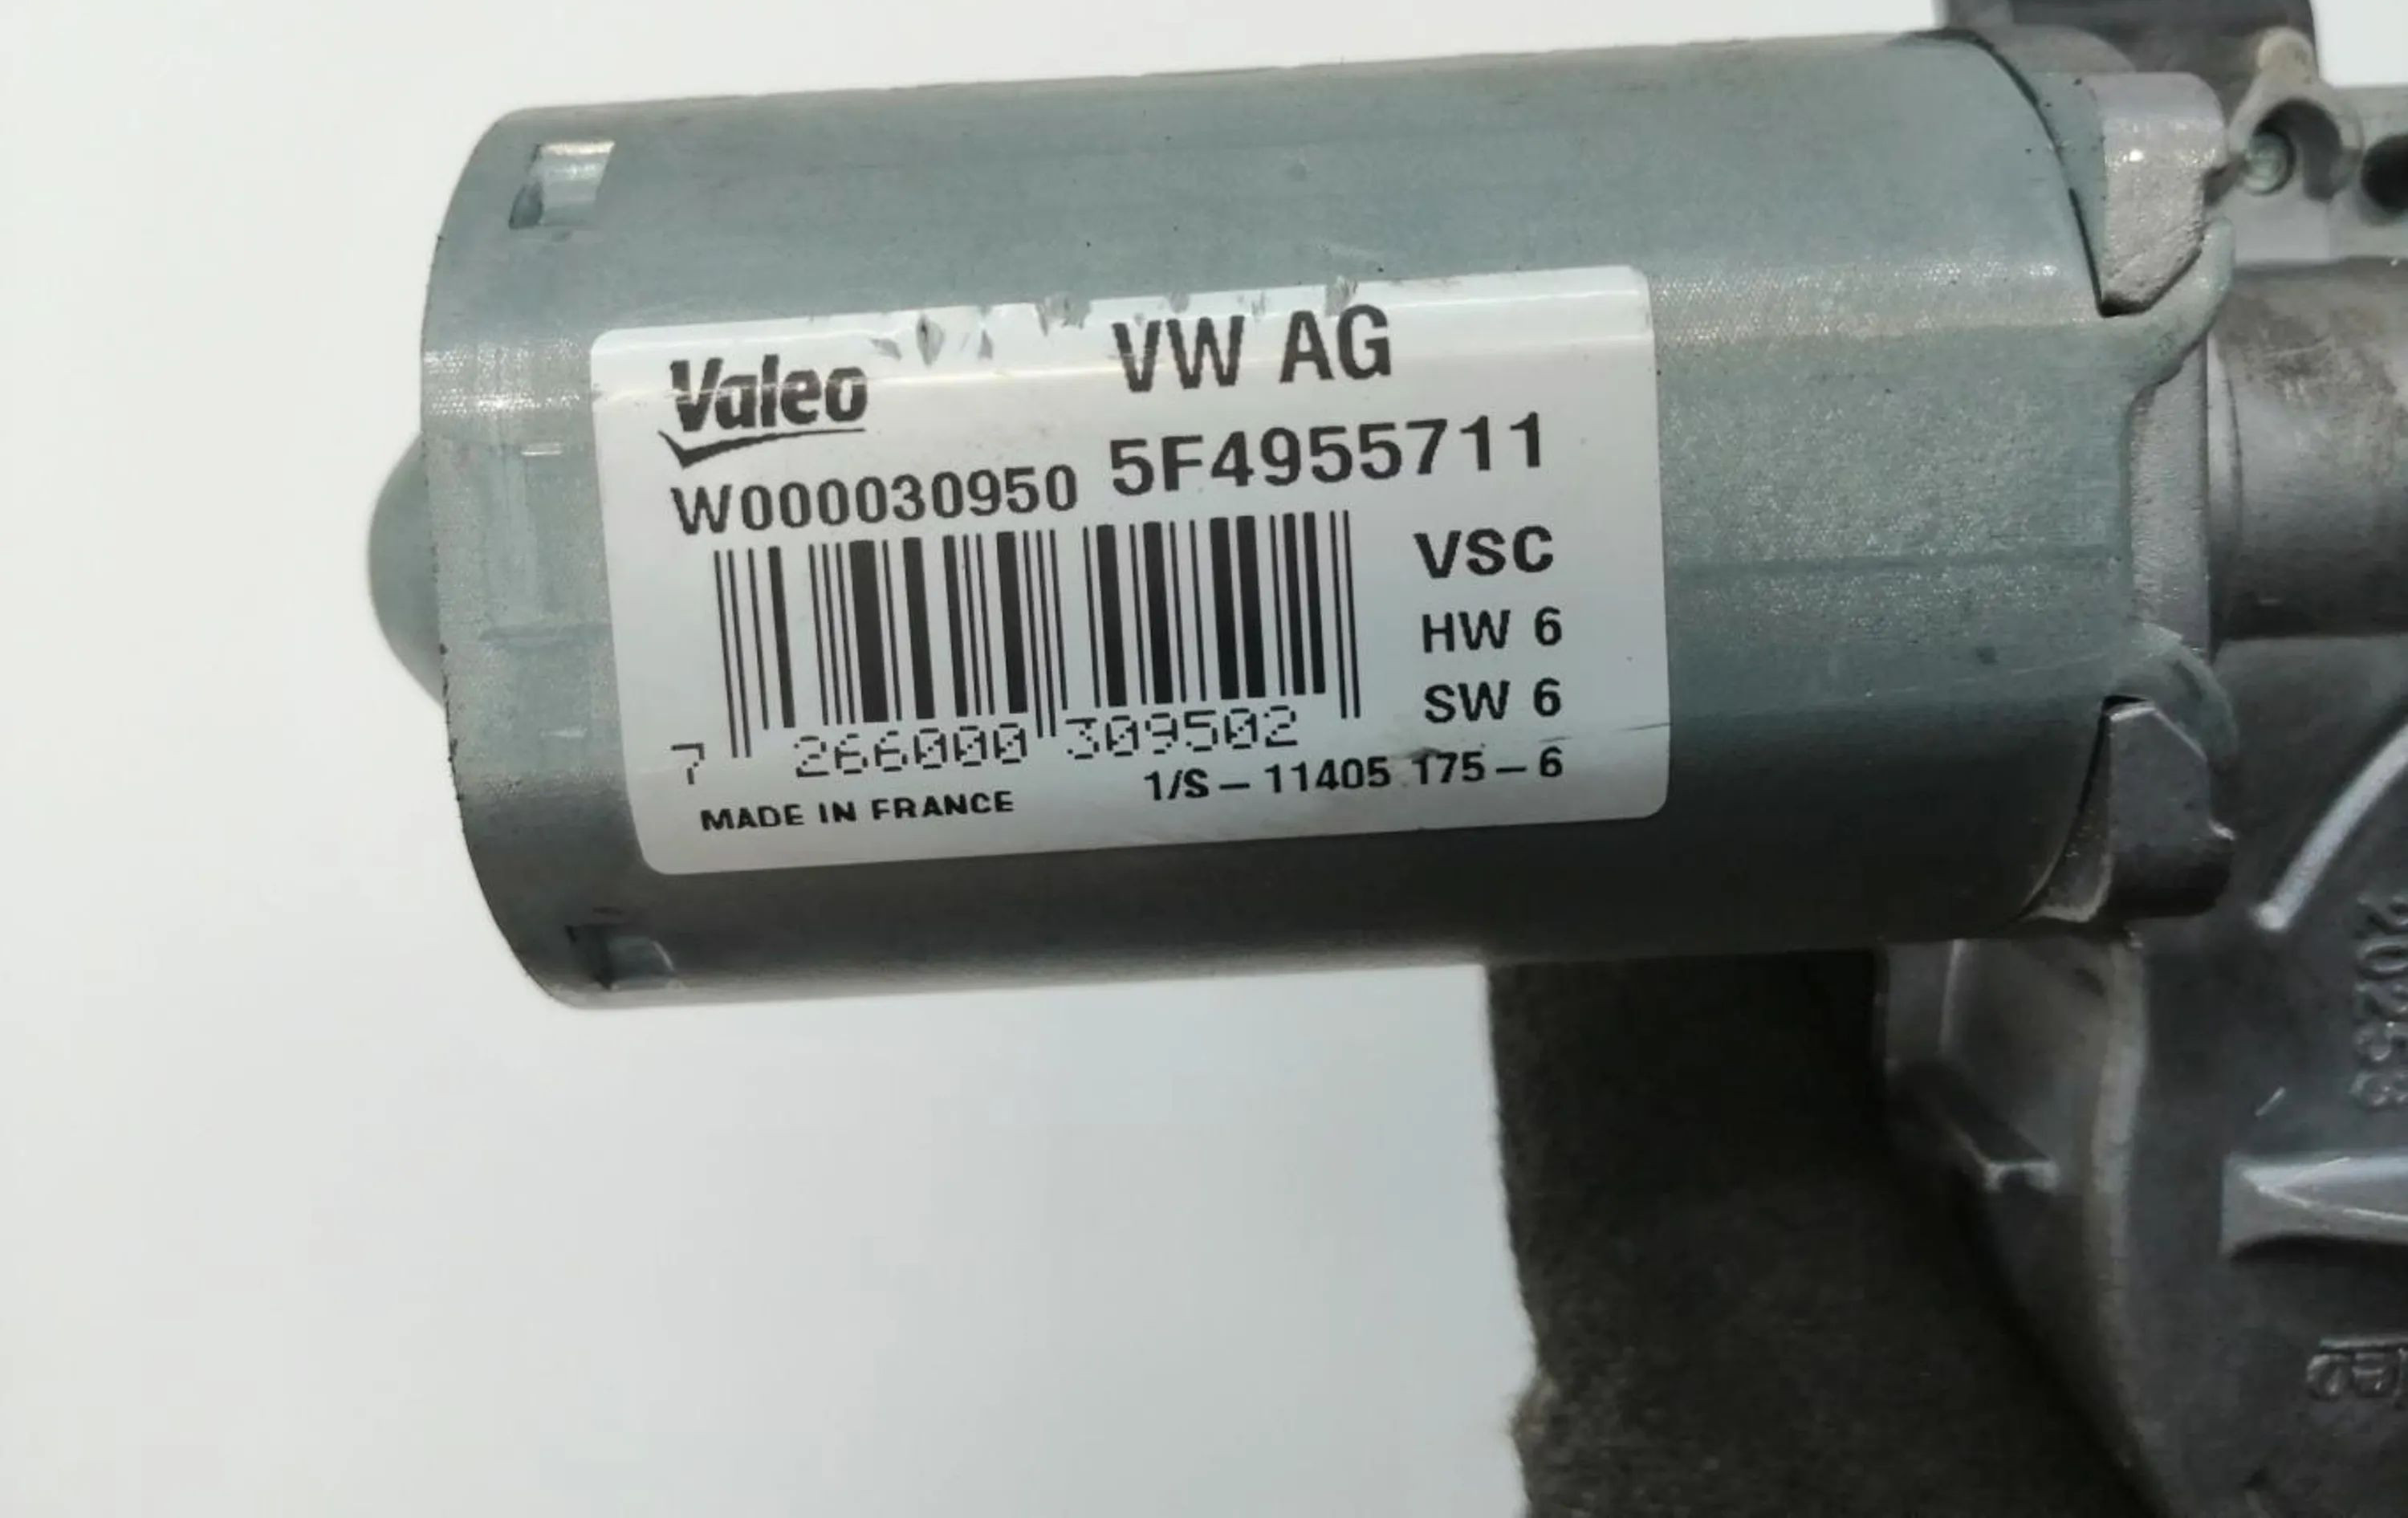 Valeo VW AG
W000030950 5F4955711
VSC
HW 6
SW 6
7 266000 309502
1/S – 11405 175 – 6
MADE IN FRANCE